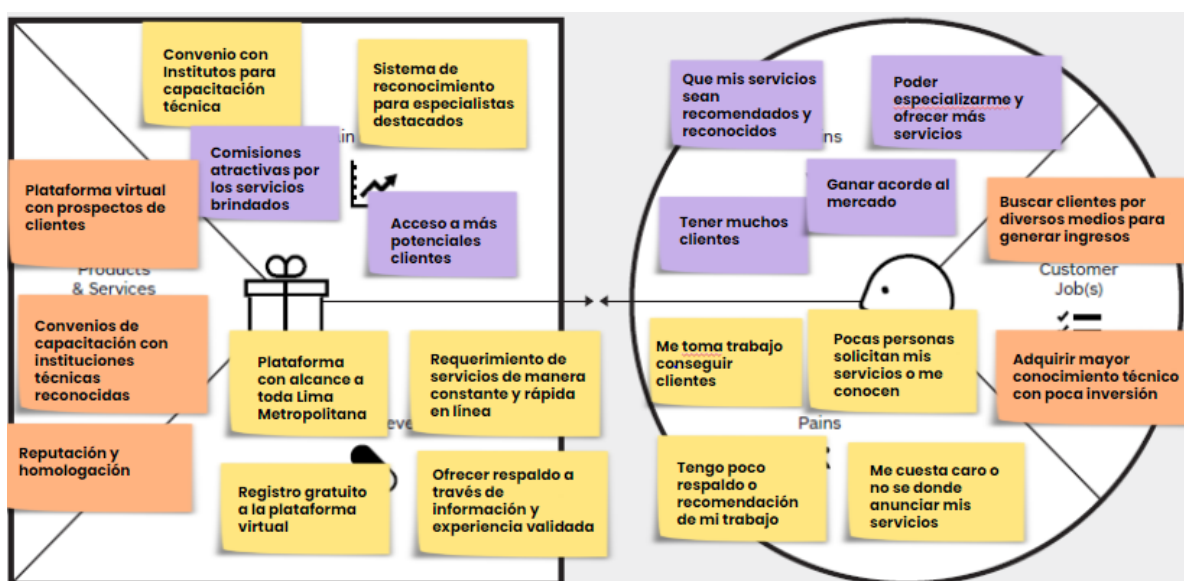 Convenio con
Institutos para
capacitación
técnica
Sistema de
reconocimiento
para especialistas
destacados
Comisiones
atractivas por
los servicios
brindados
Plataforma virtual
con prospectos de
clientes
Acceso a más
potenciales
clientes
Products
& Services
Convenios de
capacitación con
instituciones
técnicas
reconocidas
Plataforma
con alcance a
toda Lima
Metropolitana
Requerimiento de
servicios de manera
constante y rápida
en línea
Reputación y
homologación
Registro gratuito
a la plataforma
virtual
Ofrecer respaldo a
través de
información y
experiencia validada
Que mis servicios
sean
recomendados y
reconocidos
Poder
especializarme y
ofrecer más
servicios
Ganar acorde al
mercado
Tener muchos
clientes
Buscar clientes por
diversos medios para
generar ingresos
Customer
Job(s)
Me toma trabajo
conseguir
clientes
Pocas personas
solicitan mis
servicios o me
conocen
Adquirir mayor
conocimiento técnico
con poca inversión
Pains
Tengo poco
respaldo o
recomendación
de mi trabajo
Me cuesta caro o
no se donde
anunciar mis
servicios